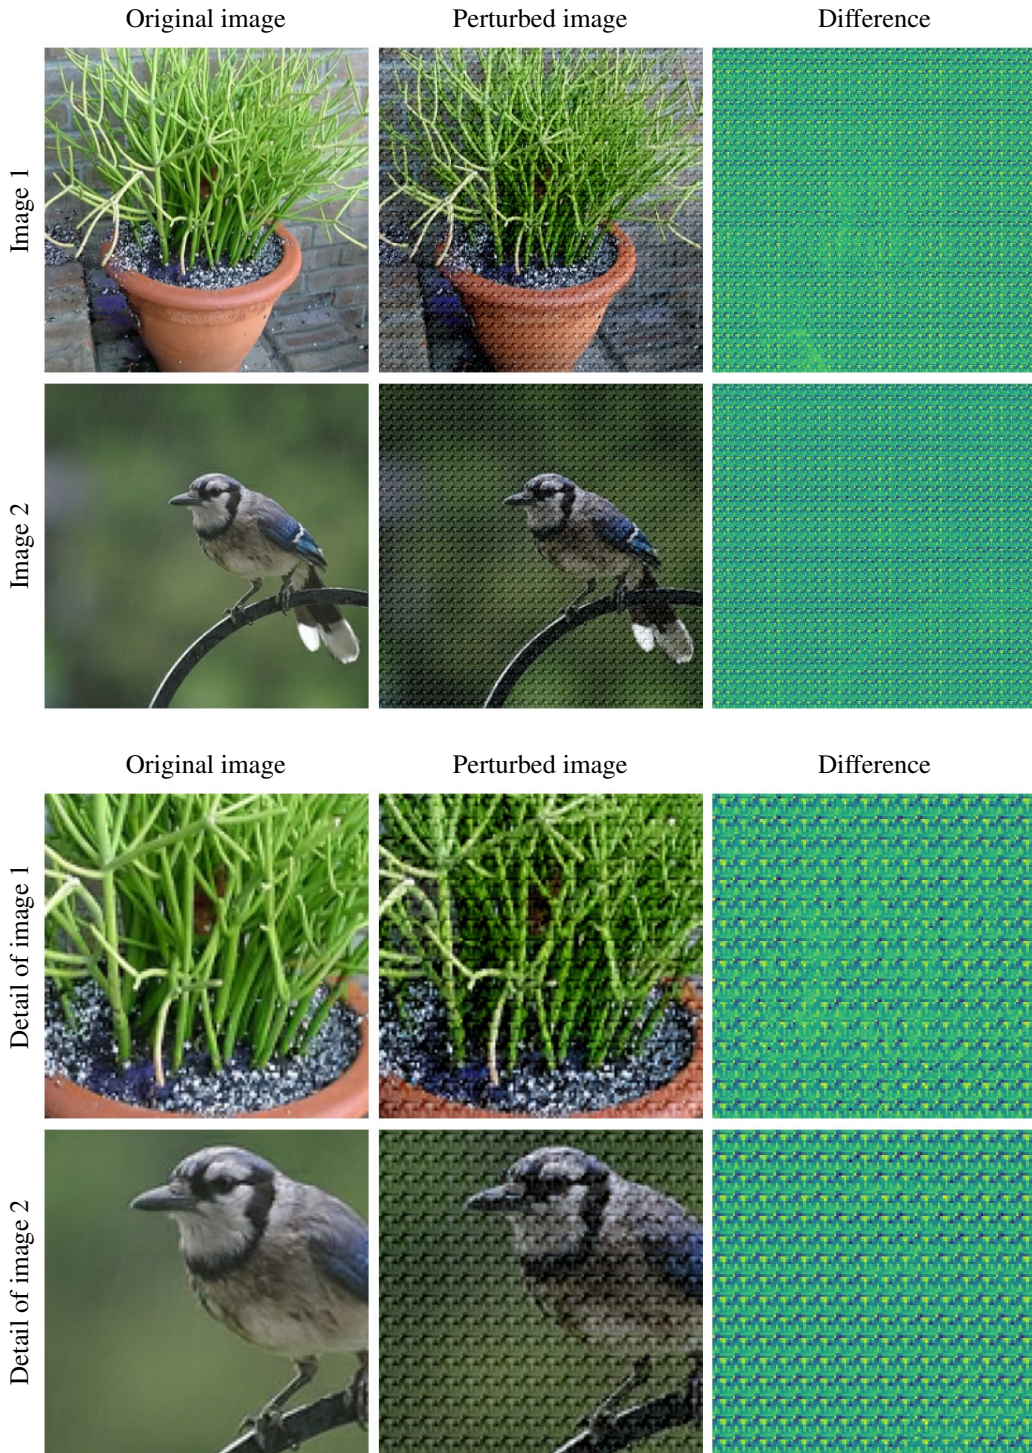 Original image Perturbed image Difference
Image 1
Image 2
Original image Perturbed image Difference
Detail of image 1
Detail of image 2